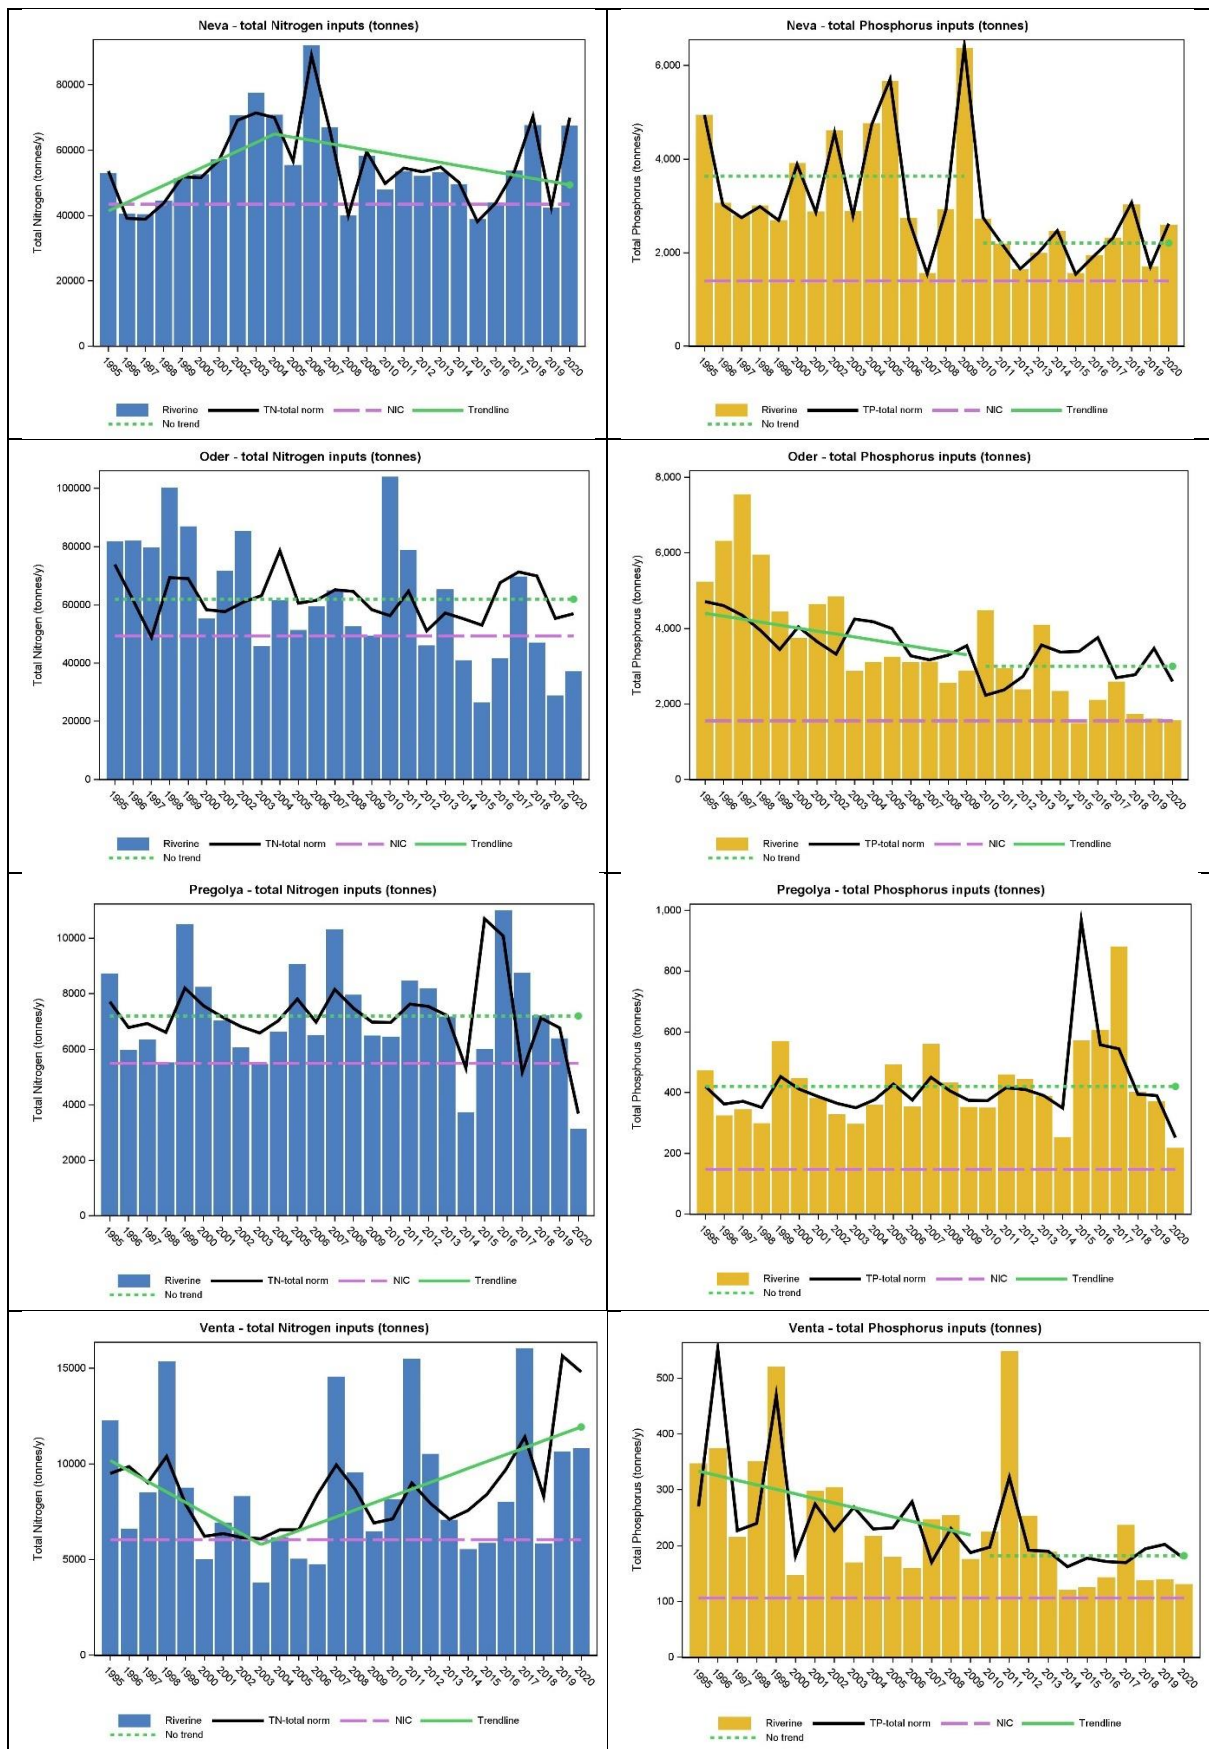 Neva - total Nitrogen inputs (tonnes)
Total Nitrogen (tonnes/y)
80000
60000
40000
20000
0
1995 1996 1997 1998 1999 2000 2001 2002 2003 2004 2005 2006 2007 2008 2009 2010 2011 2012 2013 2014 2015 2016 2017 2018 2019 2020
Riverine TN-total norm NIC Trendline
No trend
Neva - total Phosphorus inputs (tonnes)
Total Phosphorus (tonnes/y)
6,000
4,000
2,000
0
1995 1996 1997 1998 1999 2000 2001 2002 2003 2004 2005 2006 2007 2008 2009 2010 2011 2012 2013 2014 2015 2016 2017 2018 2019 2020
Riverine TP-total norm NIC Trendline
No trend
Oder - total Nitrogen inputs (tonnes)
Total Nitrogen (tonnes/y)
100000
80000
60000
40000
20000
0
1995 1996 1997 1998 1999 2000 2001 2002 2003 2004 2005 2006 2007 2008 2009 2010 2011 2012 2013 2014 2015 2016 2017 2018 2019 2020
Riverine TN-total norm NIC Trendline
No trend
Oder - total Phosphorus inputs (tonnes)
Total Phosphorus (tonnes/y)
8,000
6,000
4,000
2,000
0
1995 1996 1997 1998 1999 2000 2001 2002 2003 2004 2005 2006 2007 2008 2009 2010 2011 2012 2013 2014 2015 2016 2017 2018 2019 2020
Riverine TP-total norm NIC Trendline
No trend
Pregolya - total Nitrogen inputs (tonnes)
Total Nitrogen (tonnes/y)
10000
8000
6000
4000
2000
0
1995 1996 1997 1998 1999 2000 2001 2002 2003 2004 2005 2006 2007 2008 2009 2010 2011 2012 2013 2014 2015 2016 2017 2018 2019 2020
Riverine TN-total norm NIC Trendline
No trend
Pregolya - total Phosphorus inputs (tonnes)
Total Phosphorus (tonnes/y)
1,000
800
600
400
200
0
1995 1996 1997 1998 1999 2000 2001 2002 2003 2004 2005 2006 2007 2008 2009 2010 2011 2012 2013 2014 2015 2016 2017 2018 2019 2020
Riverine TP-total norm NIC Trendline
No trend
Venta - total Nitrogen inputs (tonnes)
Total Nitrogen (tonnes/y)
15000
10000
5000
0
1995 1996 1997 1998 1999 2000 2001 2002 2003 2004 2005 2006 2007 2008 2009 2010 2011 2012 2013 2014 2015 2016 2017 2018 2019 2020
Riverine TN-total norm NIC Trendline
No trend
Venta - total Phosphorus inputs (tonnes)
Total Phosphorus (tonnes/y)
500
400
300
200
100
0
1995 1996 1997 1998 1999 2000 2001 2002 2003 2004 2005 2006 2007 2008 2009 2010 2011 2012 2013 2014 2015 2016 2017 2018 2019 2020
Riverine TP-total norm NIC Trendline
No trend